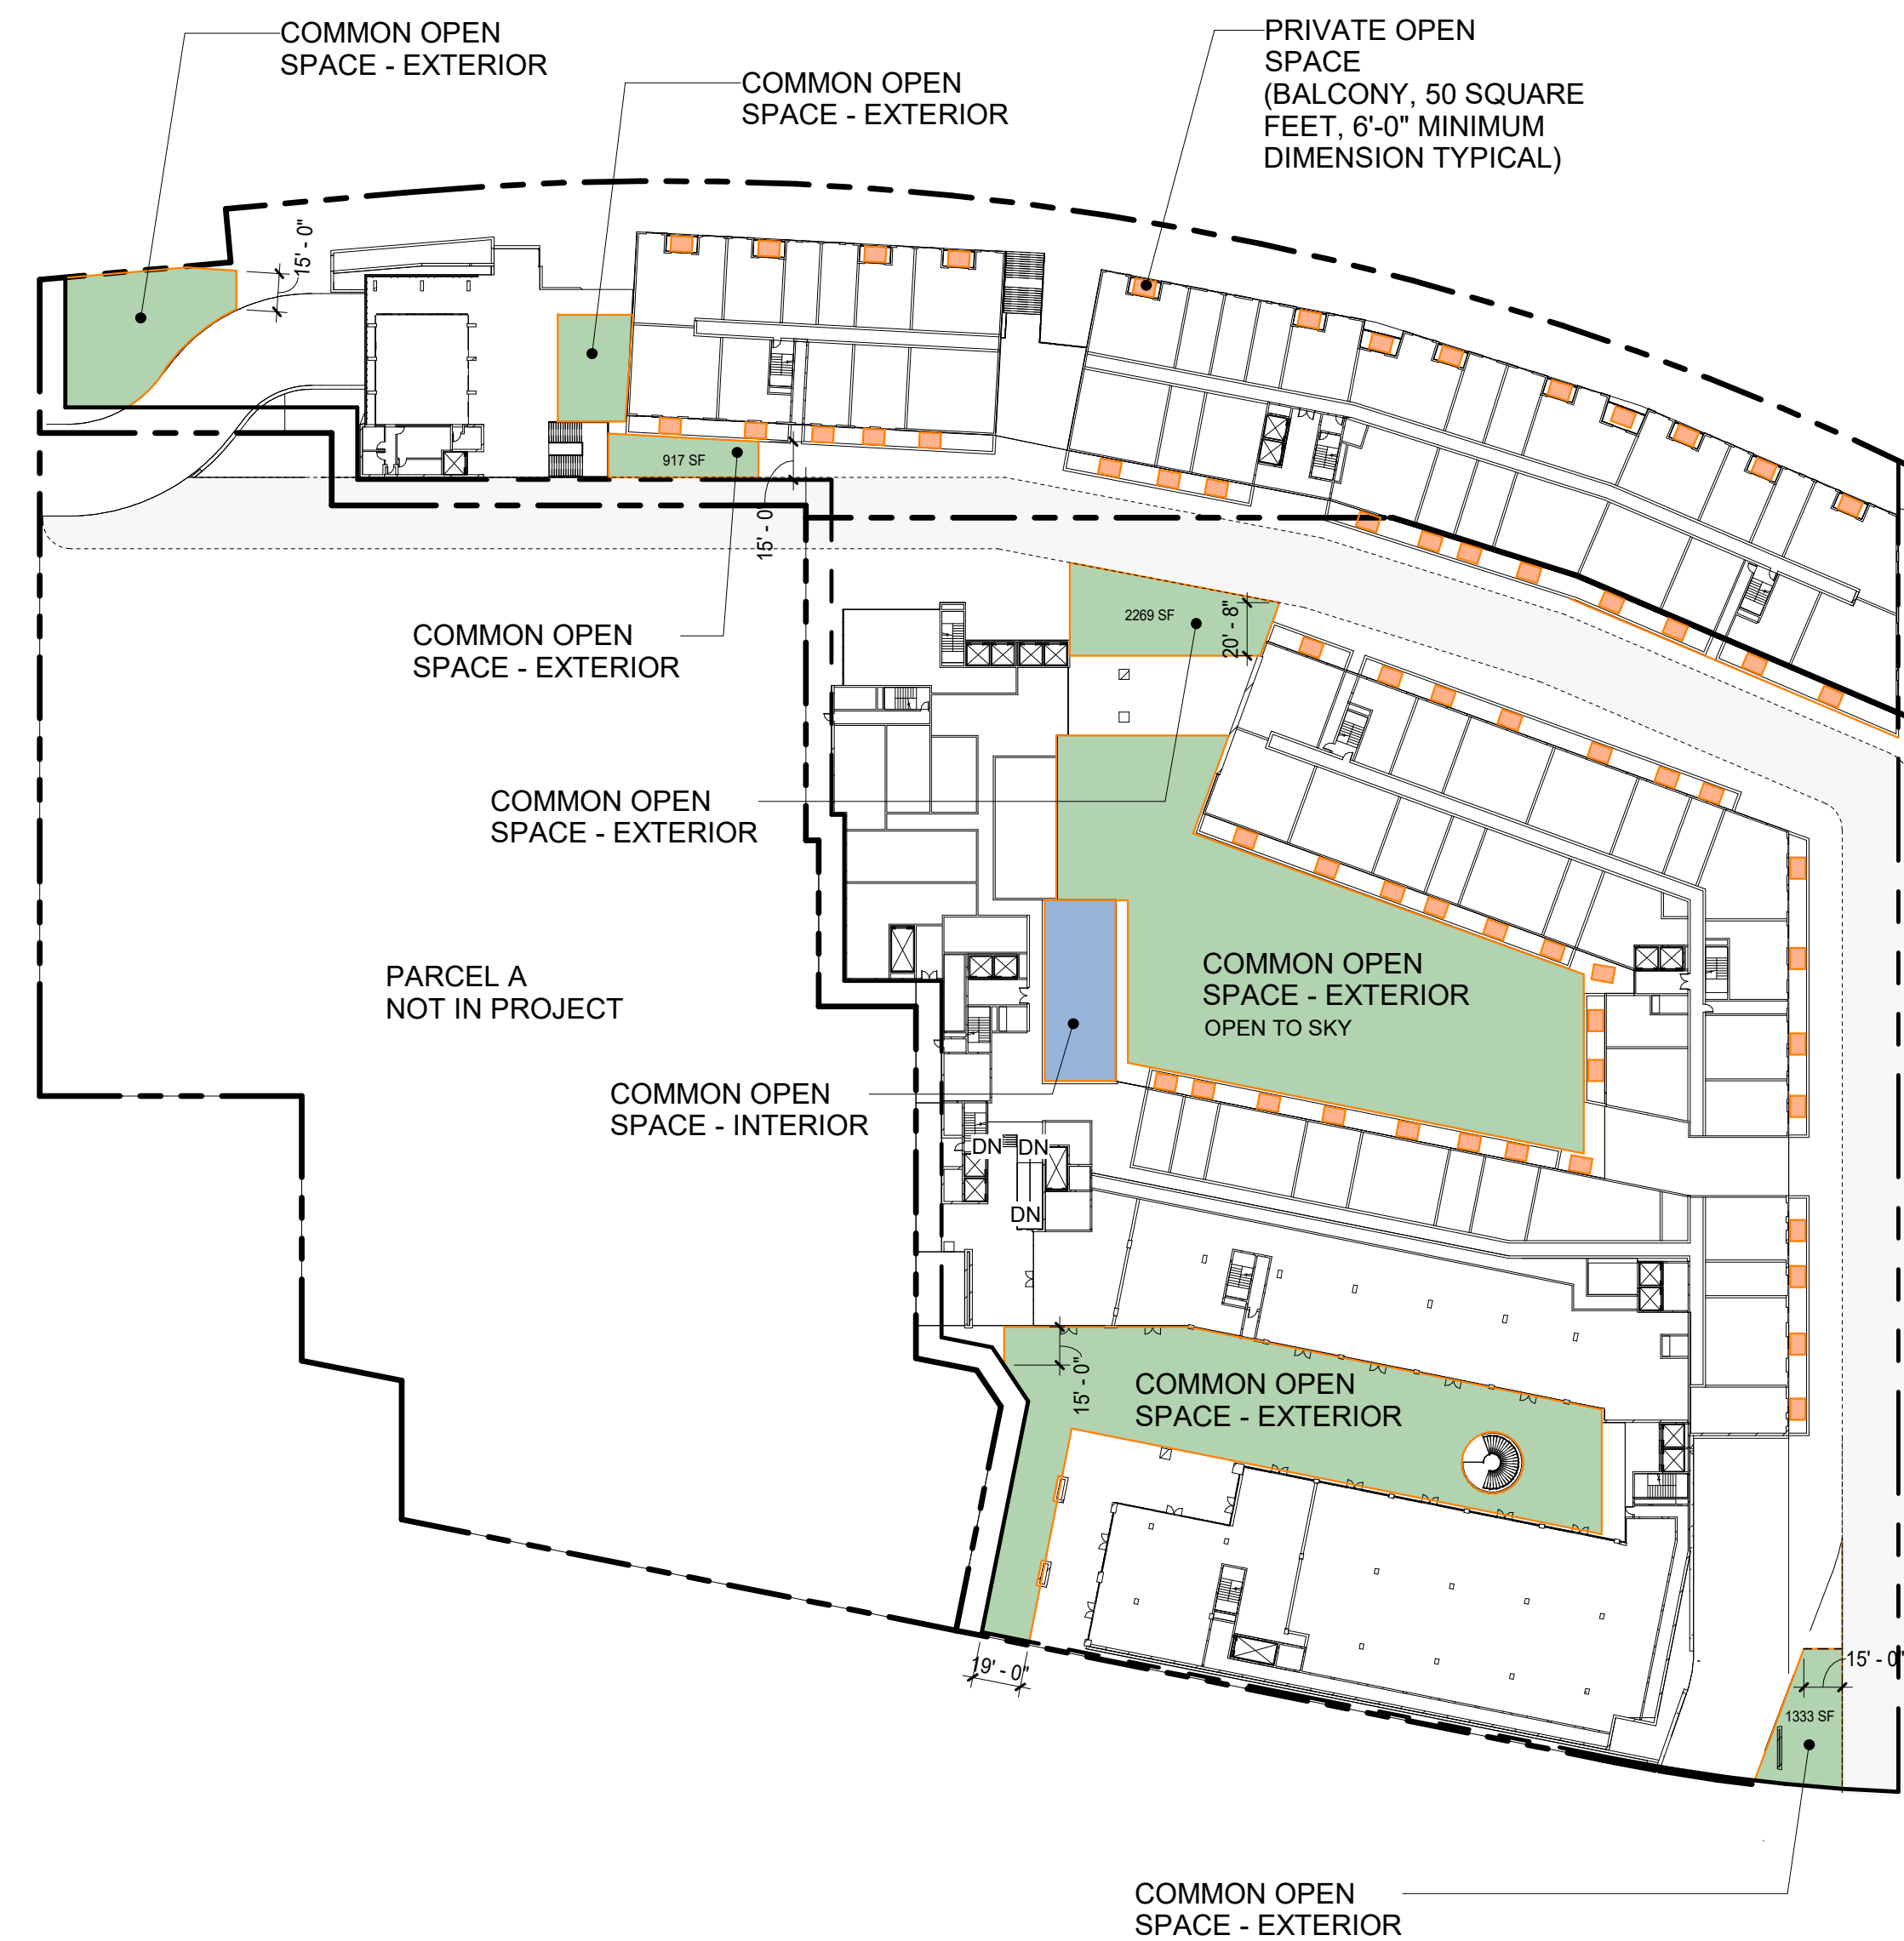 COMMON OPEN
SPACE - EXTERIOR
COMMON OPEN
SPACE - EXTERIOR
PRIVATE OPEN
SPACE
(BALCONY, 50 SQUARE
FEET, 6'-0" MINIMUM
DIMENSION TYPICAL)
15' - 0"
917 SF
15' - 0"
COMMON OPEN
SPACE - EXTERIOR
2269 SF
20' - 8"
COMMON OPEN
SPACE - EXTERIOR
PARCEL A
NOT IN PROJECT
COMMON OPEN
SPACE - EXTERIOR
OPEN TO SKY
COMMON OPEN
SPACE - INTERIOR
DN
DN
DN
15' - 0"
COMMON OPEN
SPACE - EXTERIOR
19' - 0"
15' - 0"
1333 SF
COMMON OPEN
SPACE - EXTERIOR